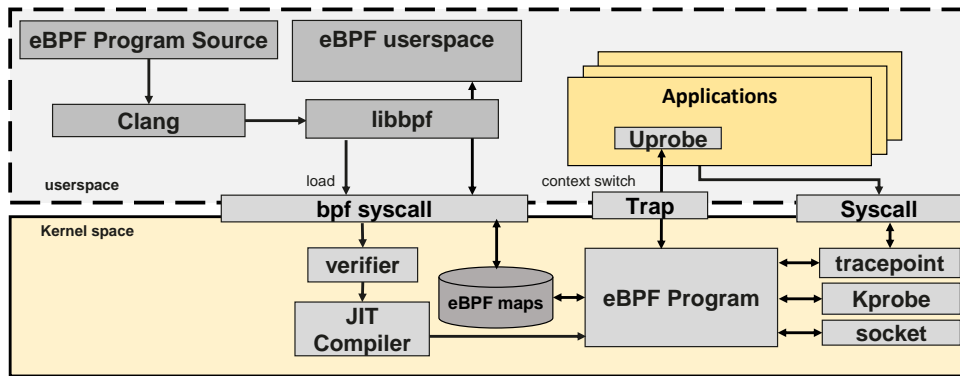 eBPF Program Source
eBPF userspace
Applications
Clang
libbpf
Uprobe
userspace
load
context switch
bpf syscall
Trap
Syscall
Kernel space
verifier
eBPF maps
eBPF Program
tracepoint
Kprobe
socket
JIT
Compiler